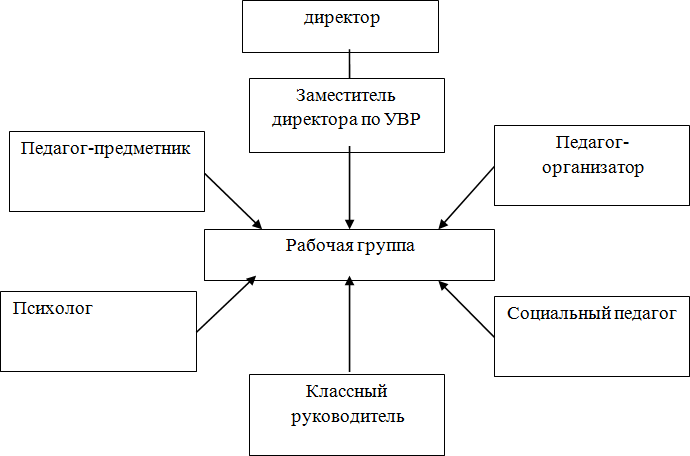 директор
Заместитель
директора по УВР
Педагог-предметник
Педагог-
организатор
Рабочая группа
Психолог
Социальный педагог
Классный
руководитель